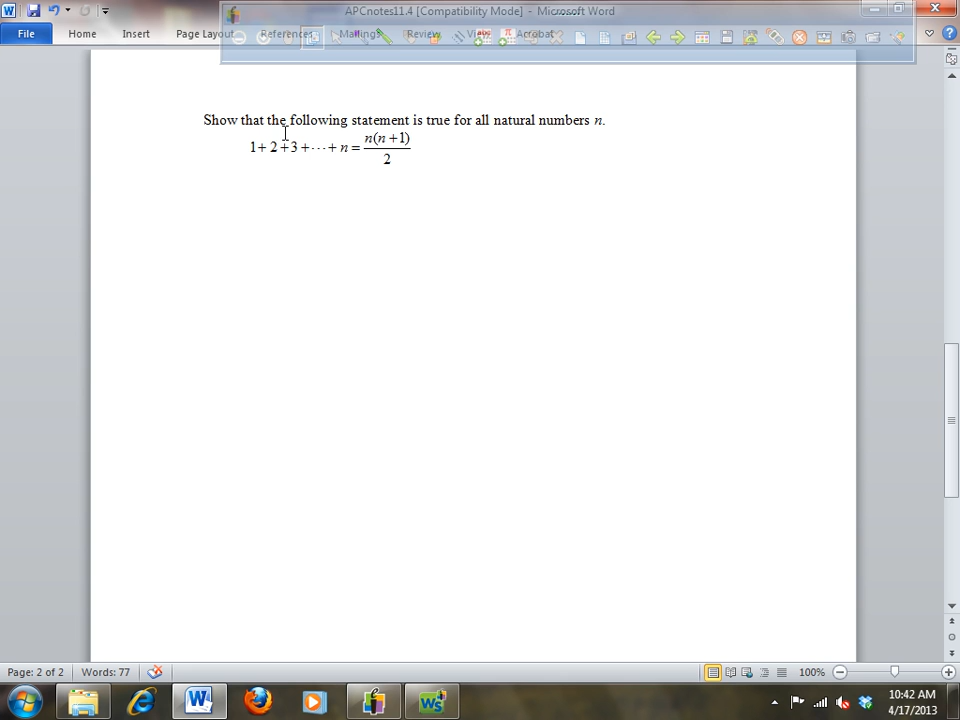 APCnotes11.4 [Compatibility Mode] - Microsoft Word
File Home Insert Page Layout References Mailings Review View Acrobat
Show that the following statement is true for all natural numbers n.
1 + 2 + 3 + ⋯ + n = n(n + 1) / 2
Page: 2 of 2 Words: 77 100%
10:42 AM
4/17/2013